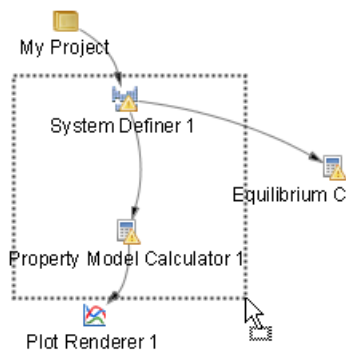 My Project
System Definer 1
Equilibrium C
Property Model Calculator 1
Plot Renderer 1